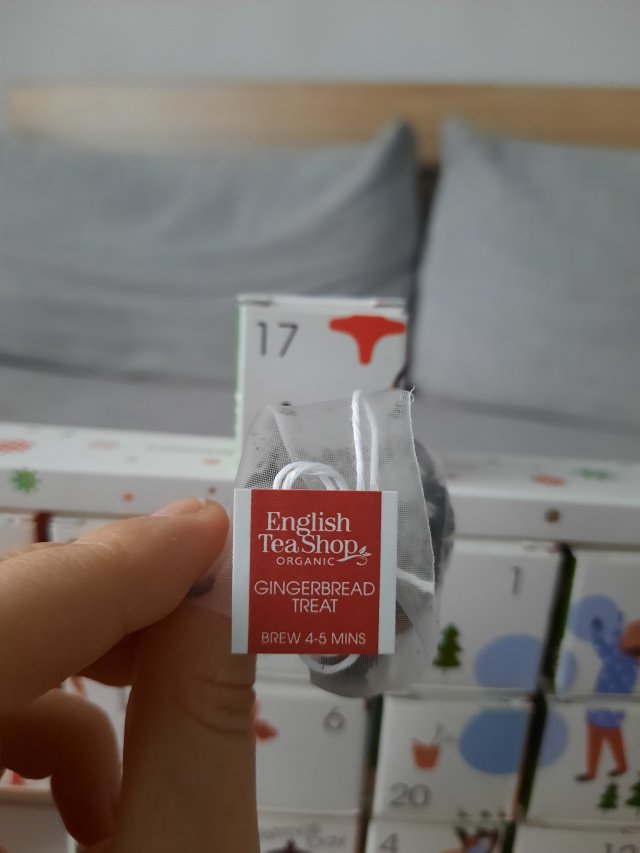 17
English
Tea Shop
ORGANIC
GINGERBREAD
TREAT
BREW 4-5 MINS
1
6
20
4